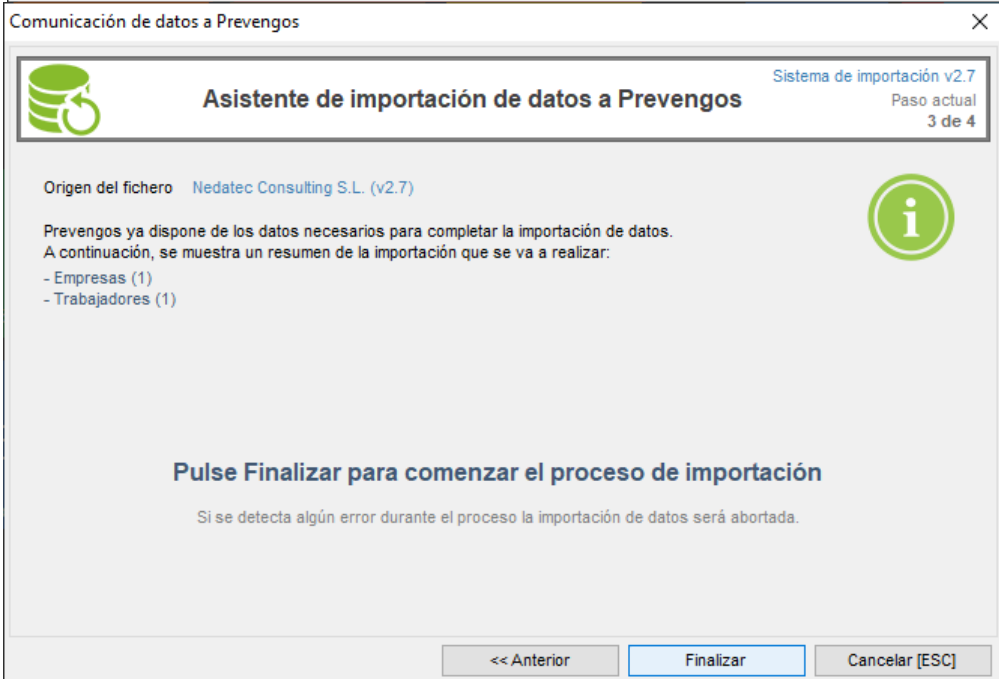 Comunicación de datos a Prevengos
Sistema de importación v2.7
Asistente de importación de datos a Prevengos
Paso actual
3 de 4
Origen del fichero Nedatec Consulting S.L. (v2.7)
Prevengos ya dispone de los datos necesarios para completar la importación de datos.
A continuación, se muestra un resumen de la importación que se va a realizar:
- Empresas (1)
- Trabajadores (1)
Pulse Finalizar para comenzar el proceso de importación
Si se detecta algún error durante el proceso la importación de datos será abortada.
<< Anterior Finalizar Cancelar [ESC]